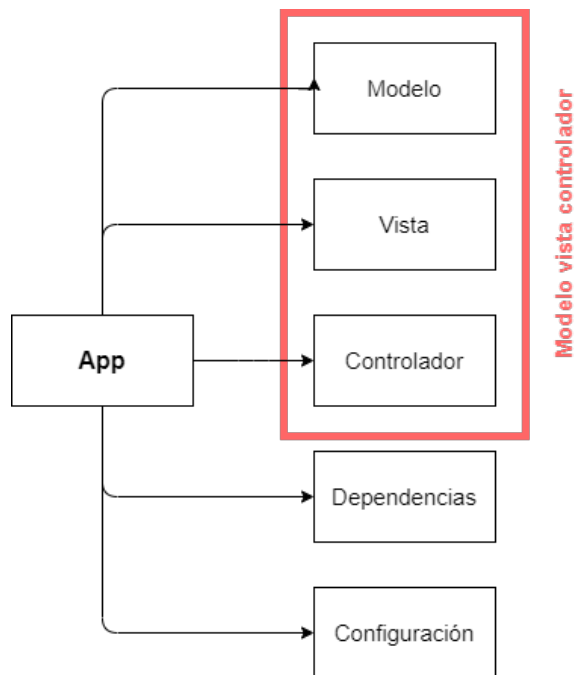 Modelo
Vista
App
Controlador
Dependencias
Configuración
Modelo vista controlador